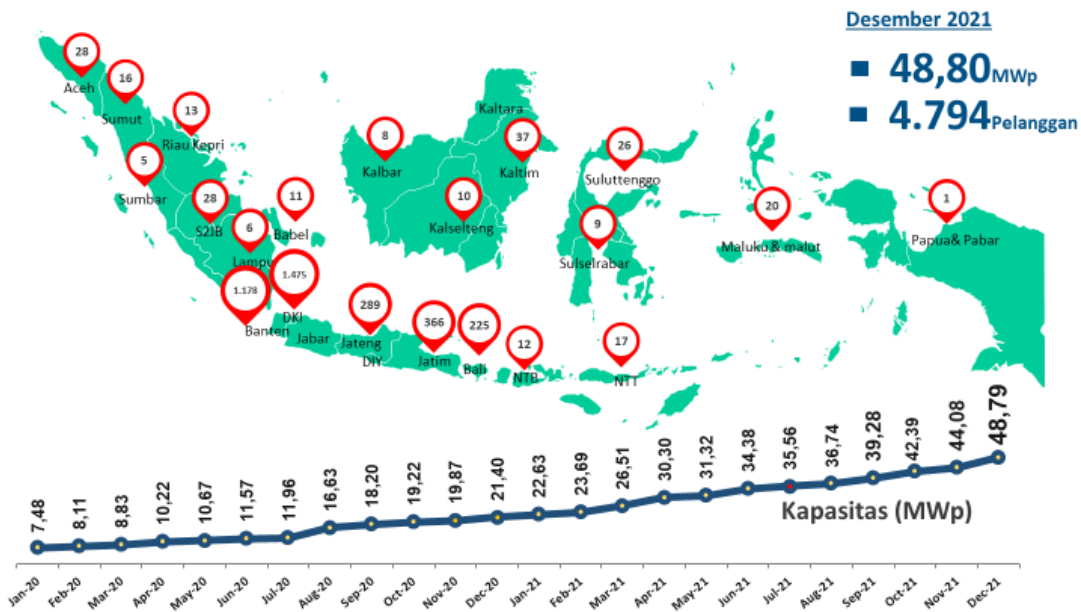 Desember 2021
48,80MWp
4.794Pelanggan
28
Aceh
16
Sumut
13
Riau Kepri
5
Sumbar
28
S2JB
11
Babel
6
Lampu
1.178
Banten
1.475
DKI
Jabar
289
Jateng
DIY
366
Jatim
225
Bali
12
NTB
17
NTT
8
Kalbar
Kaltara
37
Kaltim
10
Kalselteng
26
Suluttenggo
9
Sulselrabar
20
Maluku & malut
1
Papua& Pabar
7,48
8,11
8,83
10,22
10,67
11,57
11,96
16,63
18,20
19,22
19,87
21,40
22,63
23,69
26,51
30,30
31,32
34,38
35,56
36,74
39,28
42,39
44,08
48,79
Kapasitas (MWp)
Jan-20
Feb-20
Mar-20
Apr-20
May-20
Jun-20
Jul-20
Aug-20
Sep-20
Oct-20
Nov-20
Dec-20
Jan-21
Feb-21
Mar-21
Apr-21
May-21
Jun-21
Jul-21
Aug-21
Sep-21
Oct-21
Nov-21
Dec-21